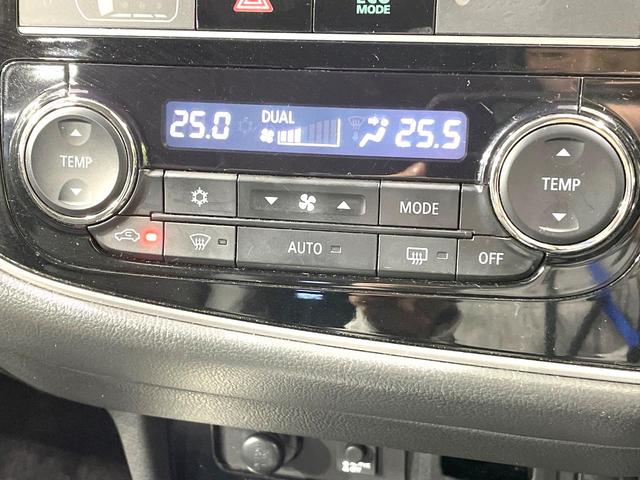 ECO
MODE
25.0
DUAL
25.5
TEMP
TEMP
MODE
AUTO
OFF